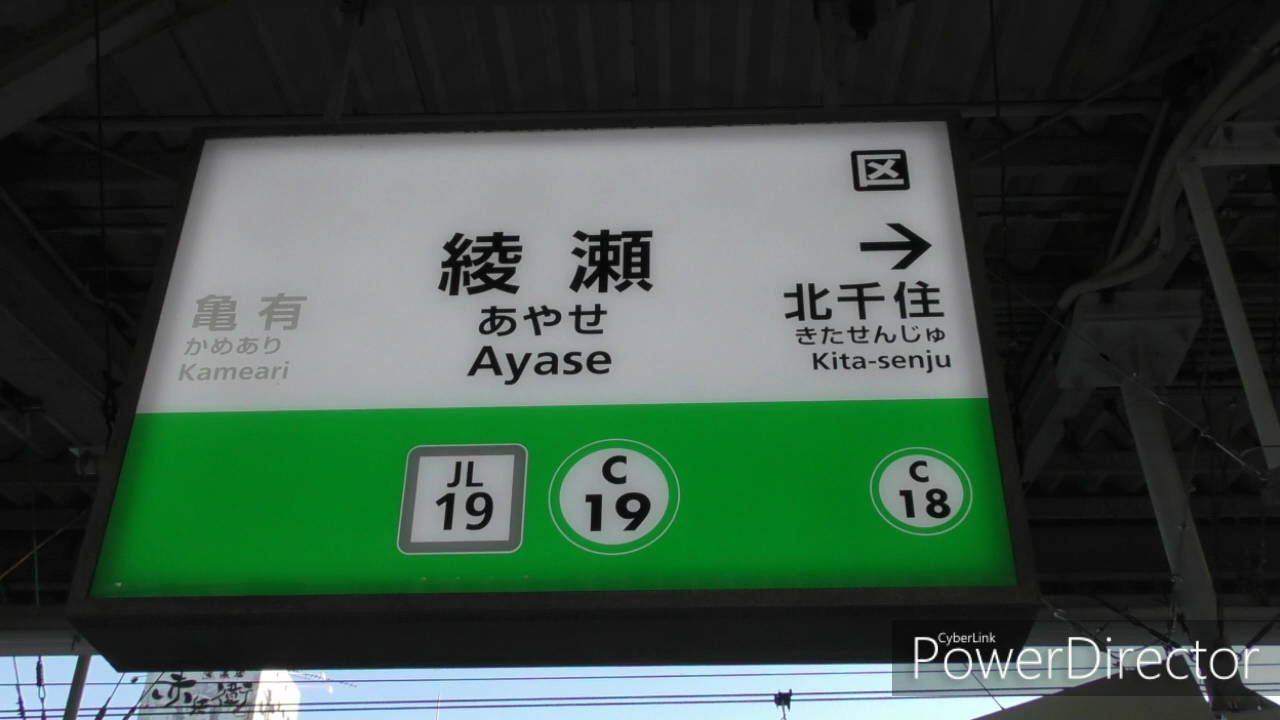 区
綾瀬
あやせ
Ayase
亀有
かめあり
Kameari
→
北千住
きたせんじゅ
Kita-senju
JL
19
C
19
C
18
CyberLink
PowerDirector